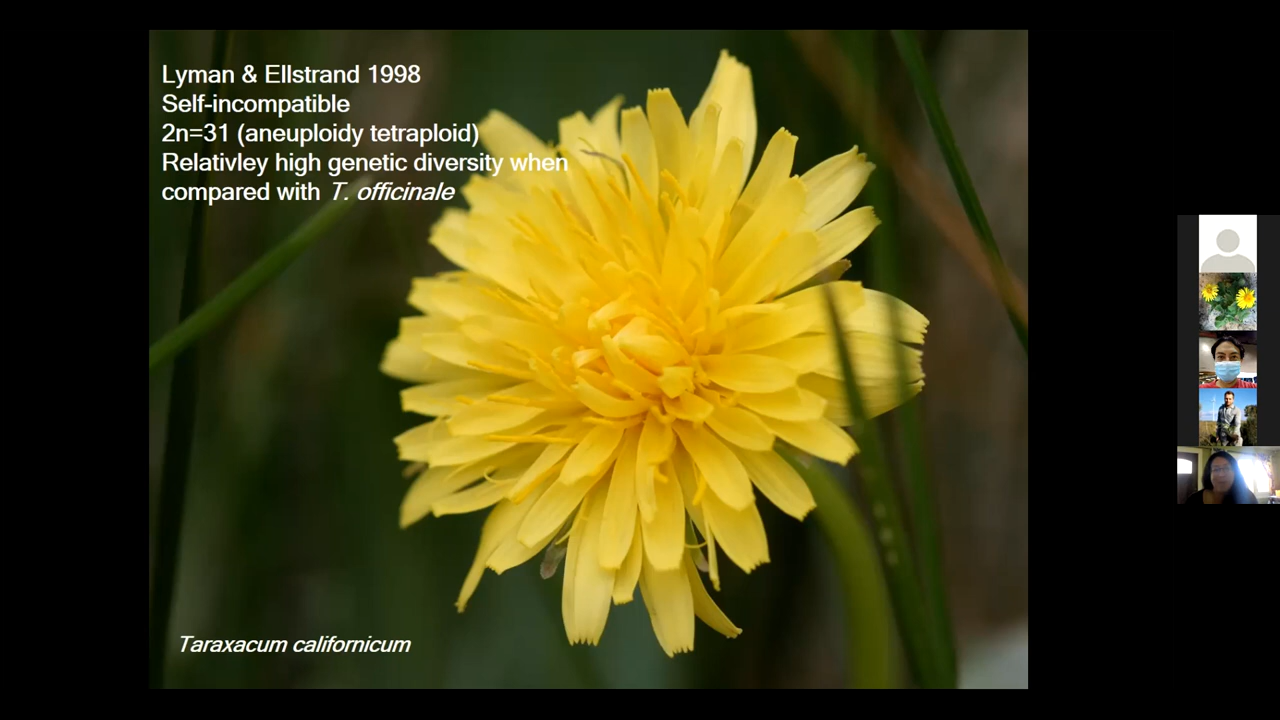 Lyman & Ellstrand 1998
Self-incompatible
2n=31 (aneuploidy tetraploid)
Relativley high genetic diversity when
compared with T. officinale
Taraxacum californicum